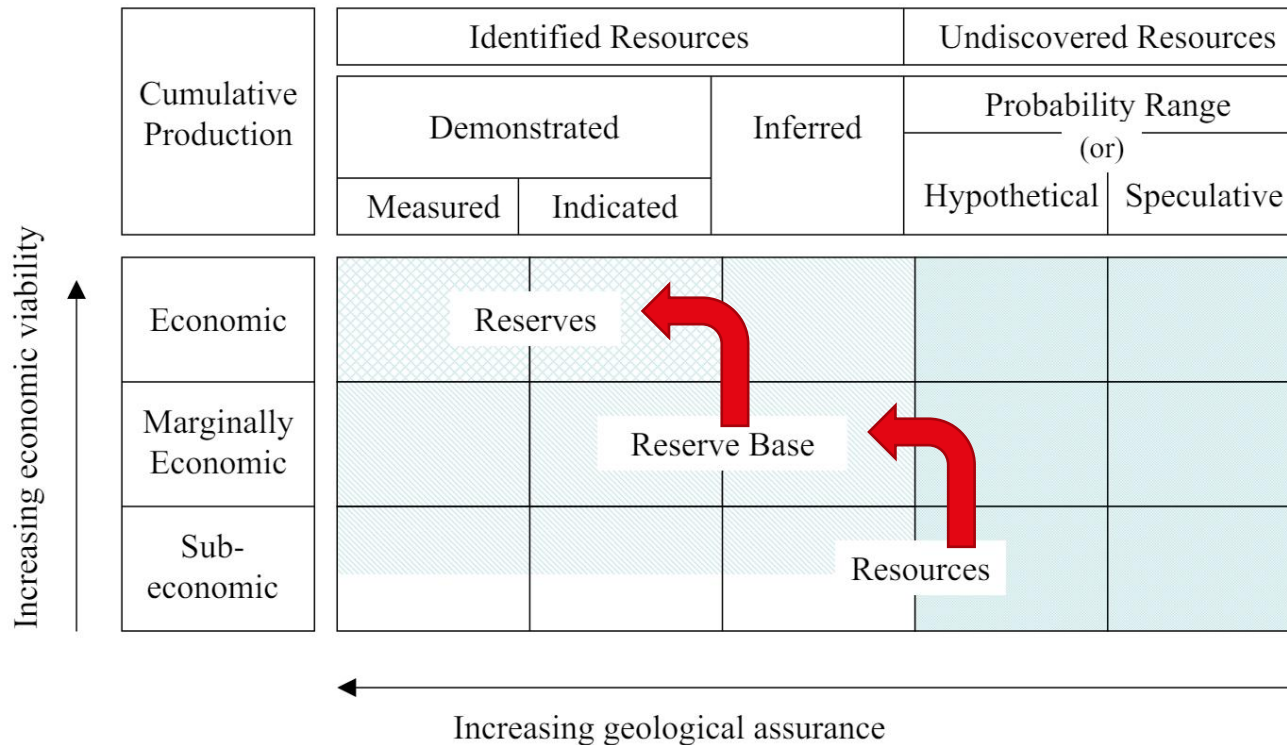 Cumulative
Production
Identified Resources
Undiscovered Resources
Demonstrated
Inferred
Probability Range
(or)
Measured
Indicated
Hypothetical
Speculative
Increasing economic viability
Economic
Reserves
Marginally
Economic
Reserve Base
Sub-
economic
Resources
Increasing geological assurance